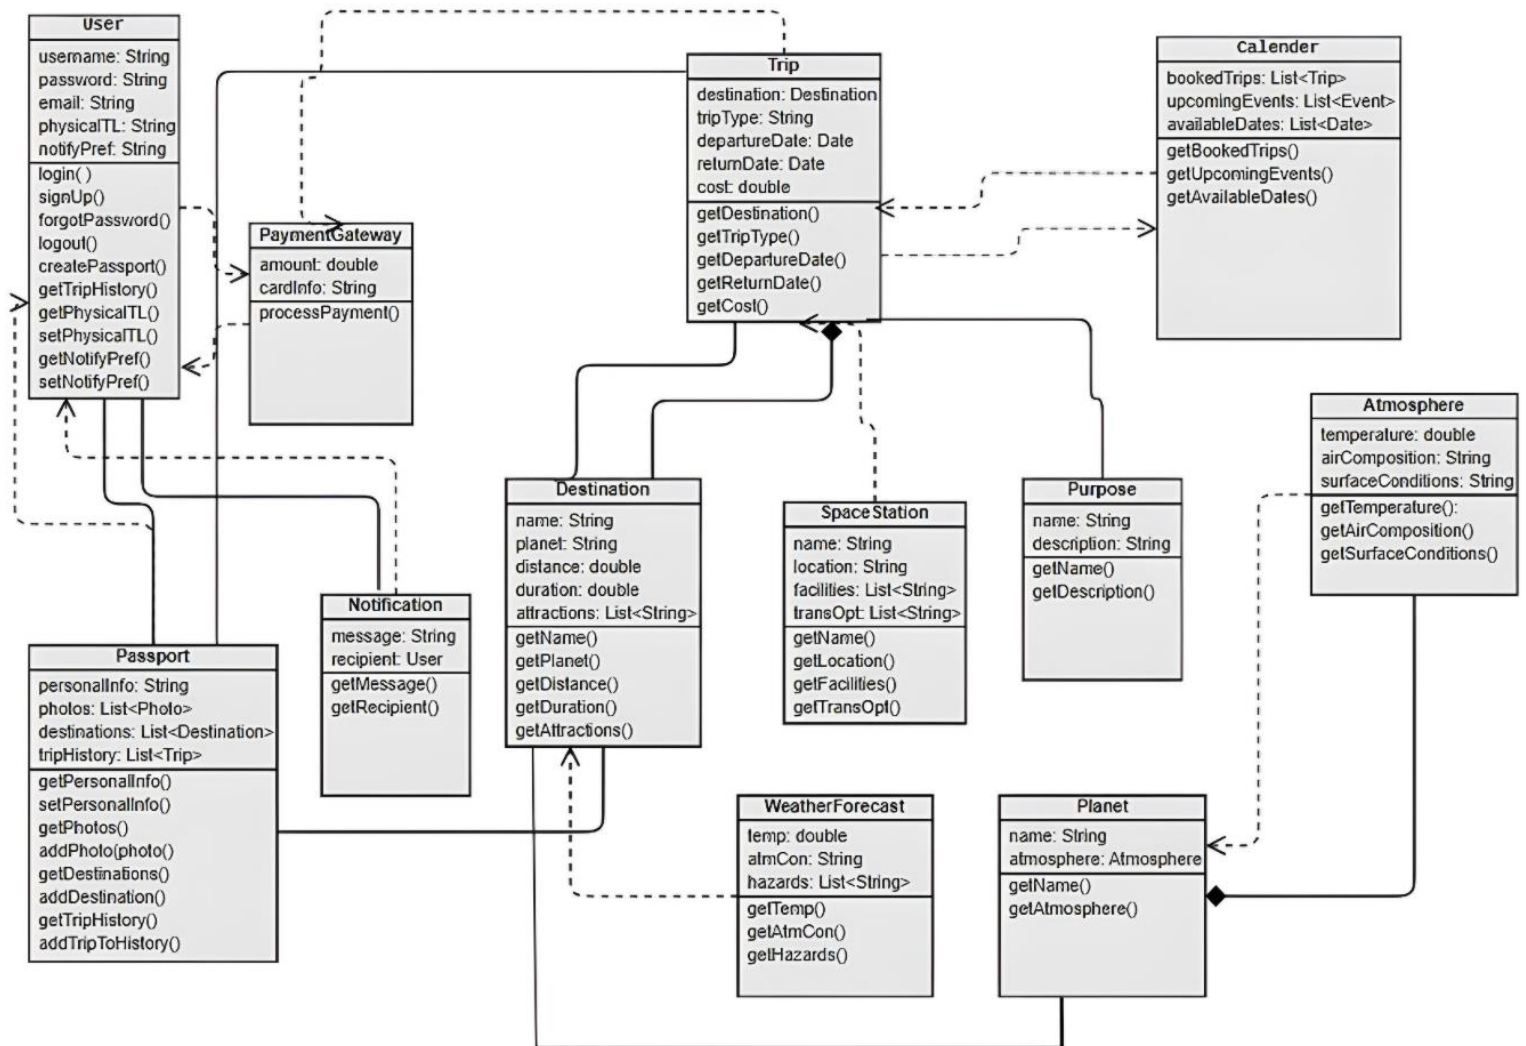 User
username: String
password: String
email: String
physicalTL: String
notifyPref: String
login( )
signUp()
forgotPassword()
logout()
createPassport()
getTripHistory()
getPhysicalTL()
setPhysicalTL()
getNotifyPref()
setNotifyPref()
PaymentGateway
amount: double
cardInfo: String
processPayment()
Trip
destination: Destination
tripType: String
departureDate: Date
returnDate: Date
cost: double
getDestination()
getTripType()
getDepartureDate()
getReturnDate()
getCost()
Calender
bookedTrips: List<Trip>
upcomingEvents: List<Event>
availableDates: List<Date>
getBookedTrips()
getUpcomingEvents()
getAvailableDates()
Atmosphere
temperature: double
airComposition: String
surfaceConditions: String
getTemperature():
getAirComposition()
getSurfaceConditions()
Destination
name: String
planet: String
distance: double
duration: double
attractions: List<String>
getName()
getPlanet()
getDistance()
getDuration()
getAttractions()
SpaceStation
name: String
location: String
facilities: List<String>
transOpt: List<String>
getName()
getLocation()
getFacilities()
getTransOpt()
Purpose
name: String
description: String
getName()
getDescription()
Notification
message: String
recipient: User
getMessage()
getRecipient()
Passport
personalInfo: String
photos: List<Photo>
destinations: List<Destination>
tripHistory: List<Trip>
getPersonalInfo()
setPersonalInfo()
getPhotos()
addPhoto(photo()
getDestinations()
addDestination()
getTripHistory()
addTripToHistory()
WeatherForecast
temp: double
atmCon: String
hazards: List<String>
getTemp()
getAtmCon()
getHazards()
Planet
name: String
atmosphere: Atmosphere
getName()
getAtmosphere()